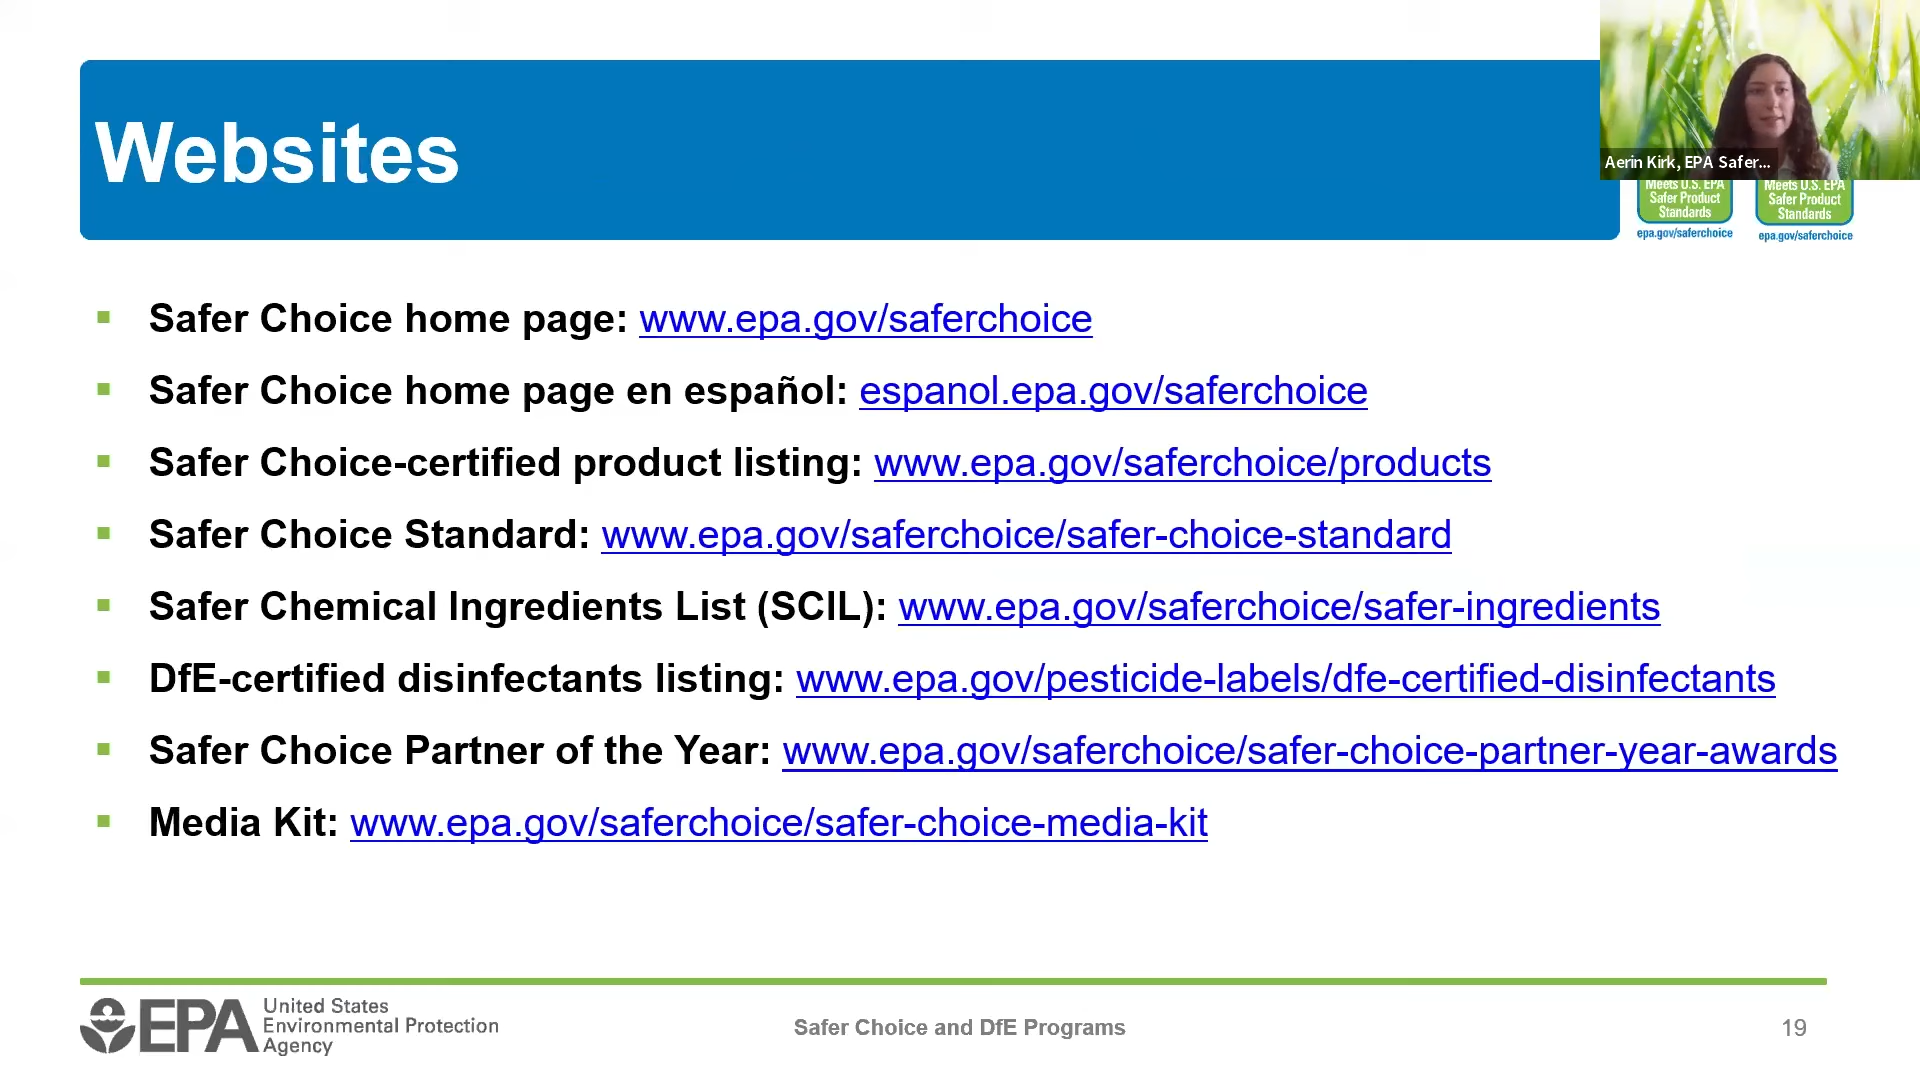 Websites
Aerin Kirk, EPA Safer...
Meets U.S. EPA
Safer Product
Standards
epa.gov/saferchoice
Meets U.S. EPA
Safer Product
Standards
epa.gov/saferchoice
Safer Choice home page: www.epa.gov/saferchoice
Safer Choice home page en español: espanol.epa.gov/saferchoice
Safer Choice-certified product listing: www.epa.gov/saferchoice/products
Safer Choice Standard: www.epa.gov/saferchoice/safer-choice-standard
Safer Chemical Ingredients List (SCIL): www.epa.gov/saferchoice/safer-ingredients
DfE-certified disinfectants listing: www.epa.gov/pesticide-labels/dfe-certified-disinfectants
Safer Choice Partner of the Year: www.epa.gov/saferchoice/safer-choice-partner-year-awards
Media Kit: www.epa.gov/saferchoice/safer-choice-media-kit
EPA
United States
Environmental Protection
Agency
Safer Choice and DfE Programs
19